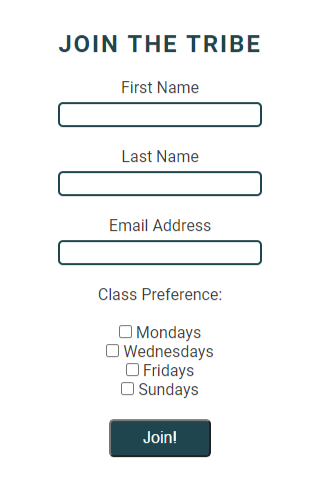 JOIN THE TRIBE
First Name
Last Name
Email Address
Class Preference:
Mondays
Wednesdays
Fridays
Sundays
Join!